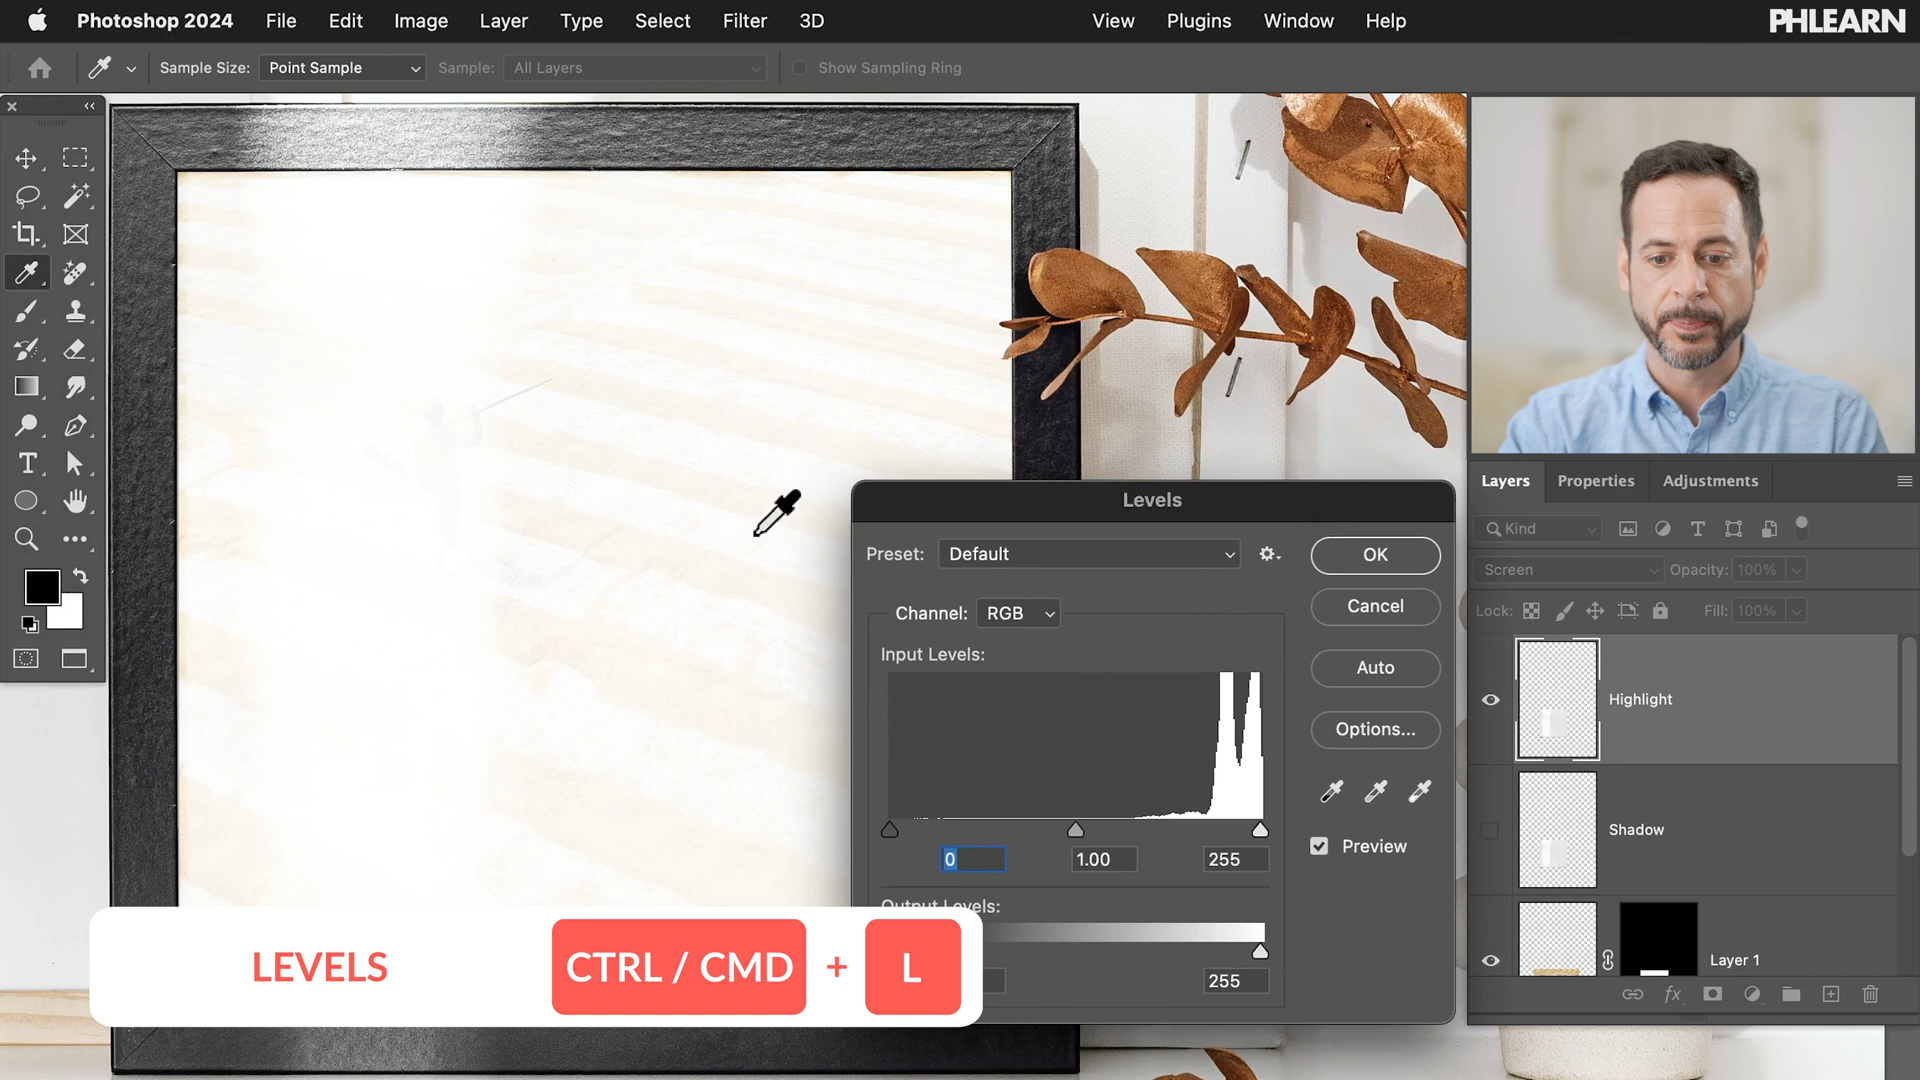 Photoshop 2024 File Edit Image Layer Type Select Filter 3D View Plugins Window Help PHLEARN
Sample Size: Point Sample Sample: All Layers Show Sampling Ring
Levels
Preset: Default
OK
Cancel
Channel: RGB
Input Levels:
Auto
Options...
0 1.00 255
Preview
Output Levels:
255
LEVELS CTRL / CMD + L
Layers Properties Adjustments
Kind
Screen Opacity: 100%
Lock: Fill: 100%
Highlight
Shadow
Layer 1
fx